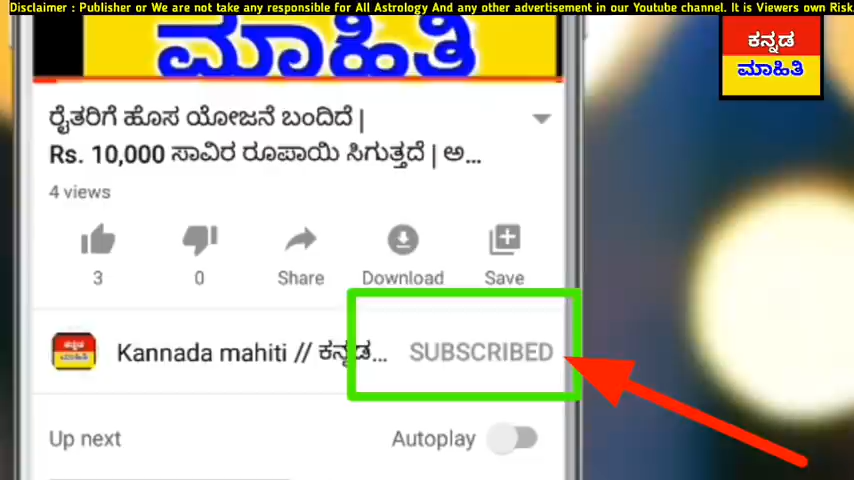 Disclaimer : Publisher or We are not take any responsible for All Astrology And any other advertisement in our Youtube channel. It is Viewers own Risk
ಮಾಹಿತಿ
ಕನ್ನಡ
ಮಾಹಿತಿ
ರೈತರಿಗೆ ಹೊಸ ಯೋಜನೆ ಬಂದಿದೆ |
Rs. 10,000 ಸಾವಿರ ರೂಪಾಯಿ ಸಿಗುತ್ತದೆ | ಅ...
4 views
3 0 Share Download Save
ಕನ್ನಡ
ಮಾಹಿತಿ
Kannada mahiti // ಕನ್ನಡ... SUBSCRIBED
Up next Autoplay